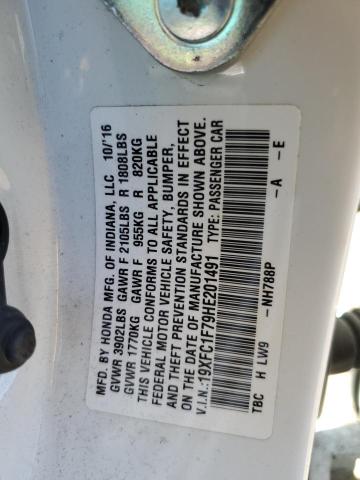 MFD. BY HONDA MFG. OF INDIANA, LLC 10/'16
GVWR 3902LBS GAWR F 2105LBS R 1808LBS
GVWR 1770KG GAWR F 955KG R 820KG
THIS VEHICLE CONFORMS TO ALL APPLICABLE
FEDERAL MOTOR VEHICLE SAFETY, BUMPER,
AND THEFT PREVENTION STANDARDS IN EFFECT
ON THE DATE OF MANUFACTURE SHOWN ABOVE.
V.I.N.: 19XFC1F79HE201491 TYPE: PASSENGER CAR
TBC H LW9 -NH788P -A -E